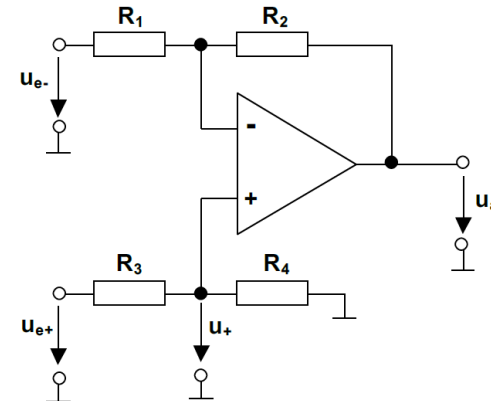 R₁ R₂
uₑ₋
-
+
R₃ R₄
uₑ₊ u₊